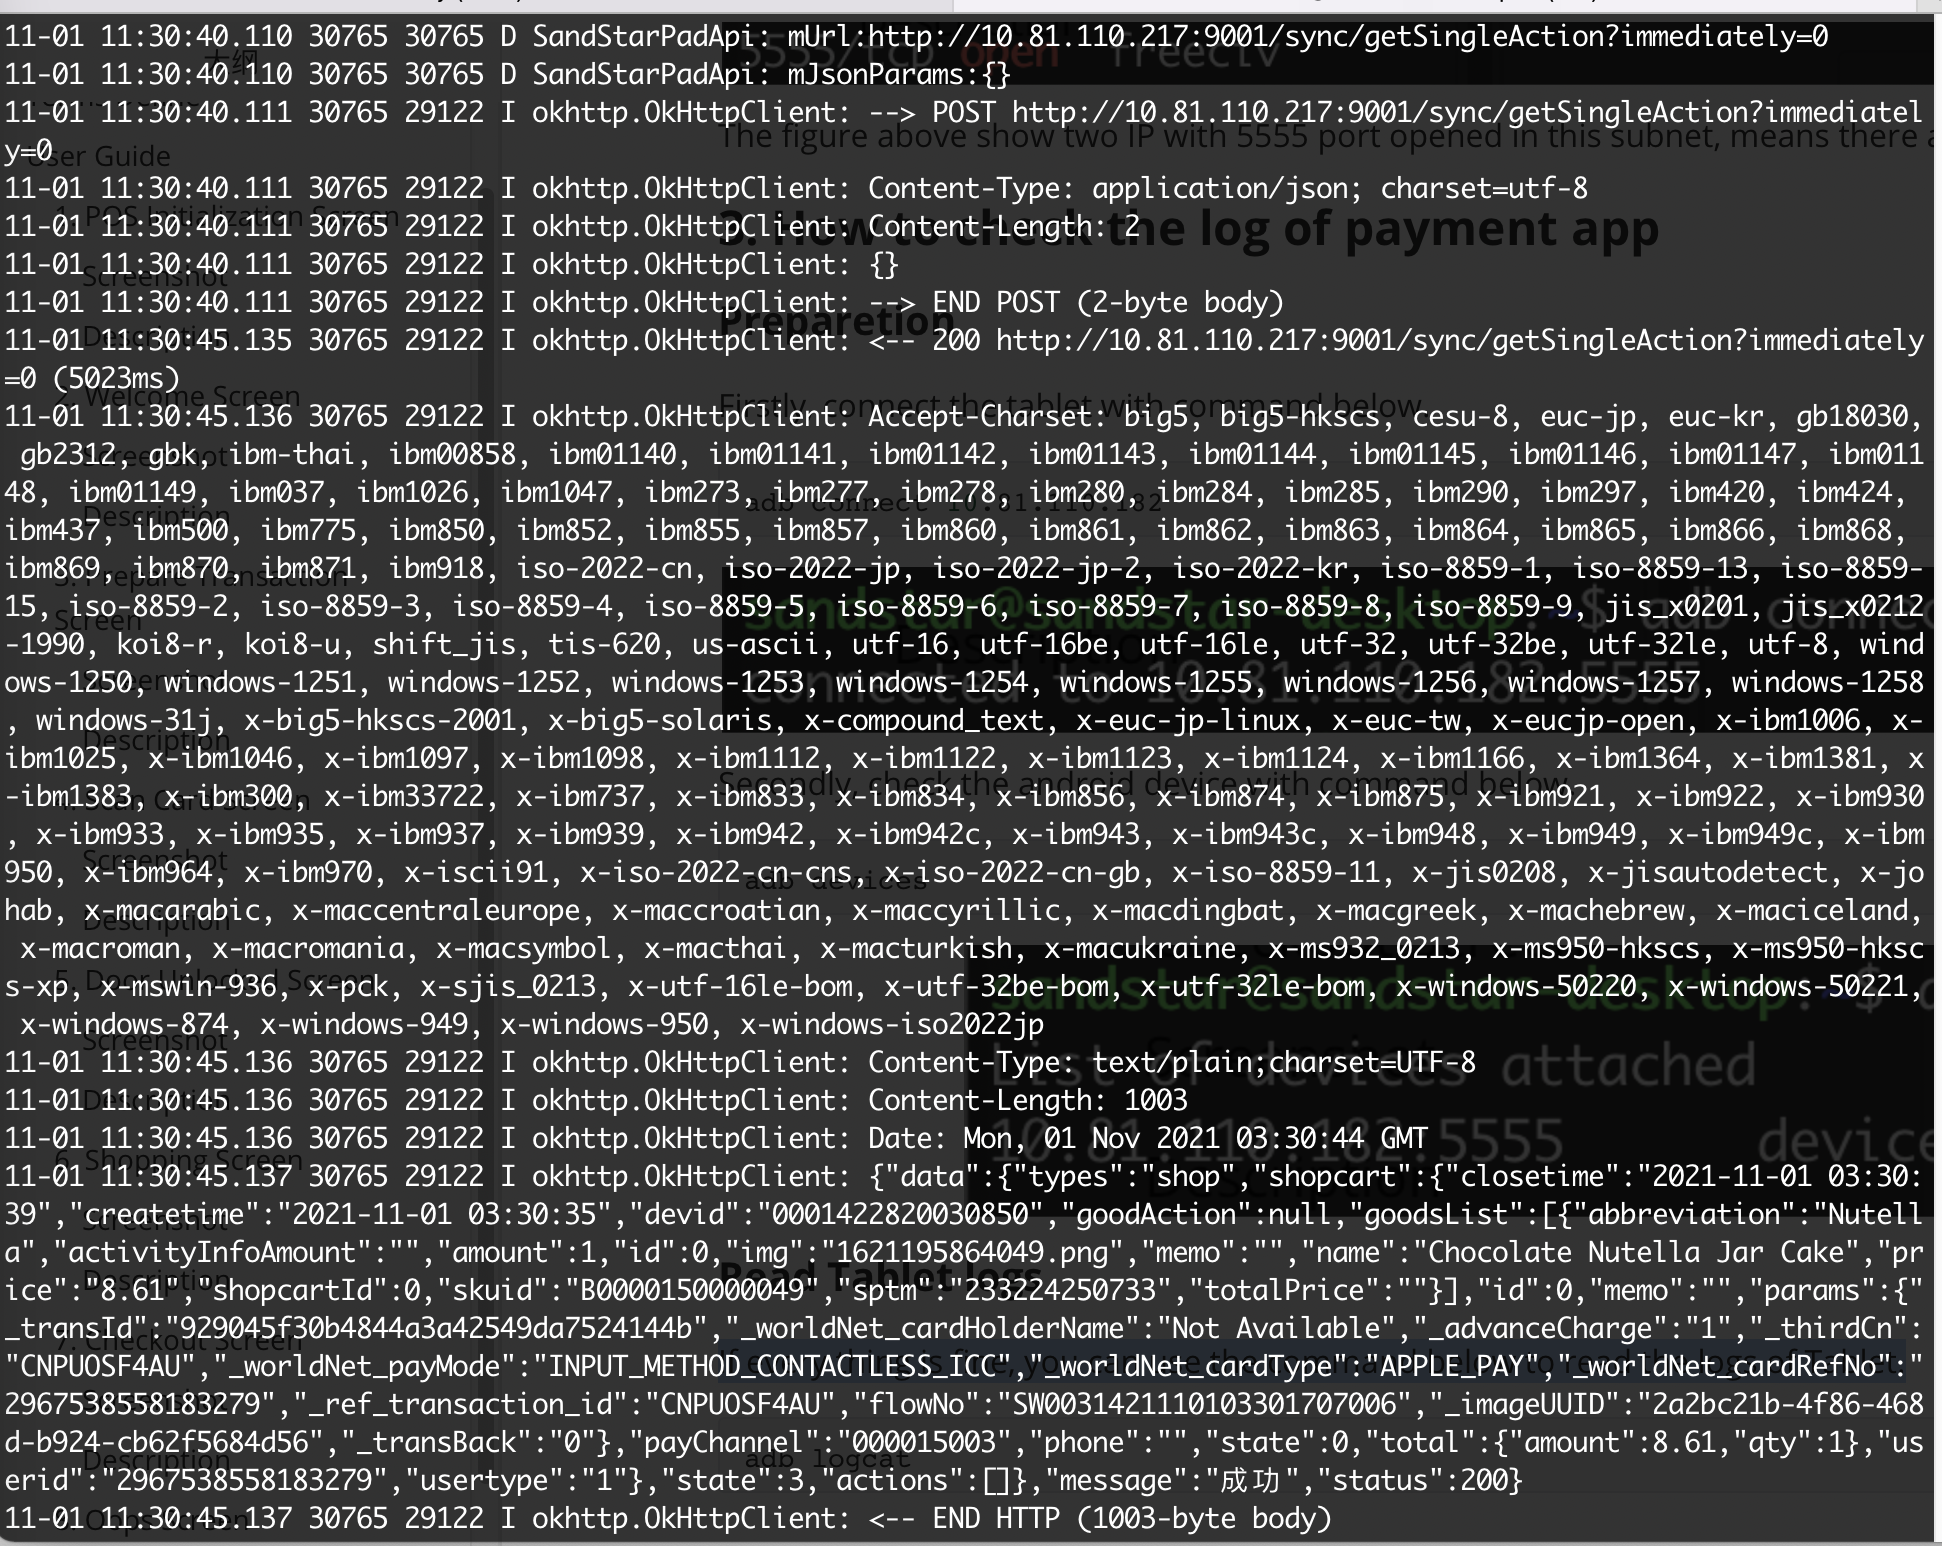 11-01 11:30:40.110 30765 30765 D SandStarPadApi: mUrl:http://10.81.110.217:9001/sync/getSingleAction?immediately=0
11-01 11:30:40.110 30765 30765 D SandStarPadApi: mJsonParams:{}
11-01 11:30:40.111 30765 29122 I okhttp.OkHttpClient: --> POST http://10.81.110.217:9001/sync/getSingleAction?immediatel
y=0
11-01 11:30:40.111 30765 29122 I okhttp.OkHttpClient: Content-Type: application/json; charset=utf-8
11-01 11:30:40.111 30765 29122 I okhttp.OkHttpClient: Content-Length: 2
11-01 11:30:40.111 30765 29122 I okhttp.OkHttpClient: {}
11-01 11:30:40.111 30765 29122 I okhttp.OkHttpClient: --> END POST (2-byte body)
11-01 11:30:45.135 30765 29122 I okhttp.OkHttpClient: <-- 200 http://10.81.110.217:9001/sync/getSingleAction?immediately
=0 (5023ms)
11-01 11:30:45.136 30765 29122 I okhttp.OkHttpClient: Accept-Charset: big5, big5-hkscs, cesu-8, euc-jp, euc-kr, gb18030,
gb2312, gbk, ibm-thai, ibm00858, ibm01140, ibm01141, ibm01142, ibm01143, ibm01144, ibm01145, ibm01146, ibm01147, ibm011
48, ibm01149, ibm037, ibm1026, ibm1047, ibm273, ibm277, ibm278, ibm280, ibm284, ibm285, ibm290, ibm297, ibm420, ibm424,
ibm437, ibm500, ibm775, ibm850, ibm852, ibm855, ibm857, ibm860, ibm861, ibm862, ibm863, ibm864, ibm865, ibm866, ibm868,
ibm869, ibm870, ibm871, ibm918, iso-2022-cn, iso-2022-jp, iso-2022-jp-2, iso-2022-kr, iso-8859-1, iso-8859-13, iso-8859-
15, iso-8859-2, iso-8859-3, iso-8859-4, iso-8859-5, iso-8859-6, iso-8859-7, iso-8859-8, iso-8859-9, jis_x0201, jis_x0212
-1990, koi8-r, koi8-u, shift_jis, tis-620, us-ascii, utf-16, utf-16be, utf-16le, utf-32, utf-32be, utf-32le, utf-8, wind
ows-1250, windows-1251, windows-1252, windows-1253, windows-1254, windows-1255, windows-1256, windows-1257, windows-1258
, windows-31j, x-big5-hkscs-2001, x-big5-solaris, x-compound_text, x-euc-jp-linux, x-euc-tw, x-eucjp-open, x-ibm1006, x-
ibm1025, x-ibm1046, x-ibm1097, x-ibm1098, x-ibm1112, x-ibm1122, x-ibm1123, x-ibm1124, x-ibm1166, x-ibm1364, x-ibm1381, x
-ibm1383, x-ibm300, x-ibm33722, x-ibm737, x-ibm833, x-ibm834, x-ibm856, x-ibm874, x-ibm875, x-ibm921, x-ibm922, x-ibm930
, x-ibm933, x-ibm935, x-ibm937, x-ibm939, x-ibm942, x-ibm942c, x-ibm943, x-ibm943c, x-ibm948, x-ibm949, x-ibm949c, x-ibm
950, x-ibm964, x-ibm970, x-iscii91, x-iso-2022-cn-cns, x-iso-2022-cn-gb, x-iso-8859-11, x-jis0208, x-jisautodetect, x-jo
hab, x-macarabic, x-maccentraleurope, x-maccroatian, x-maccyrillic, x-macdingbat, x-macgreek, x-machebrew, x-maciceland,
x-macroman, x-macromania, x-macsymbol, x-macthai, x-macturkish, x-macukraine, x-ms932_0213, x-ms950-hkscs, x-ms950-hksc
s-xp, x-mswin-936, x-pck, x-sjis_0213, x-utf-16le-bom, x-utf-32be-bom, x-utf-32le-bom, x-windows-50220, x-windows-50221,
x-windows-874, x-windows-949, x-windows-950, x-windows-iso2022jp
11-01 11:30:45.136 30765 29122 I okhttp.OkHttpClient: Content-Type: text/plain;charset=UTF-8
11-01 11:30:45.136 30765 29122 I okhttp.OkHttpClient: Content-Length: 1003
11-01 11:30:45.136 30765 29122 I okhttp.OkHttpClient: Date: Mon, 01 Nov 2021 03:30:44 GMT
11-01 11:30:45.137 30765 29122 I okhttp.OkHttpClient: {"data":{"types":"shop","shopcart":{"closetime":"2021-11-01 03:30:
39","createtime":"2021-11-01 03:30:35","devid":"0001422820030850","goodAction":null,"goodsList":[{"abbreviation":"Nutell
a","activityInfoAmount":"","amount":1,"id":0,"img":"1621195864049.png","memo":"","name":"Chocolate Nutella Jar Cake","pr
ice":"8.61","shopcartId":0,"skuid":"B0000150000049","sptm":"233224250733","totalPrice":""}],"id":0,"memo":"","params":{"
_transId":"929045f30b4844a3a42549da7524144b","_worldNet_cardHolderName":"Not Available","_advanceCharge":"1","_thirdCn":
"CNPUOSF4AU","_worldNet_payMode":"INPUT_METHOD_CONTACTLESS_ICC","_worldNet_cardType":"APPLE_PAY","_worldNet_cardRefNo":"
2967538558183279","_ref_transaction_id":"CNPUOSF4AU","flowNo":"SW0031421110103301707006","_imageUUID":"2a2bc21b-4f86-468
d-b924-cb62f5684d56","_transBack":"0"},"payChannel":"000015003","phone":"","state":0,"total":{"amount":8.61,"qty":1},"us
erid":"2967538558183279","usertype":"1"},"state":3,"actions":[]},"message":"成功","status":200}
11-01 11:30:45.137 30765 29122 I okhttp.OkHttpClient: <-- END HTTP (1003-byte body)